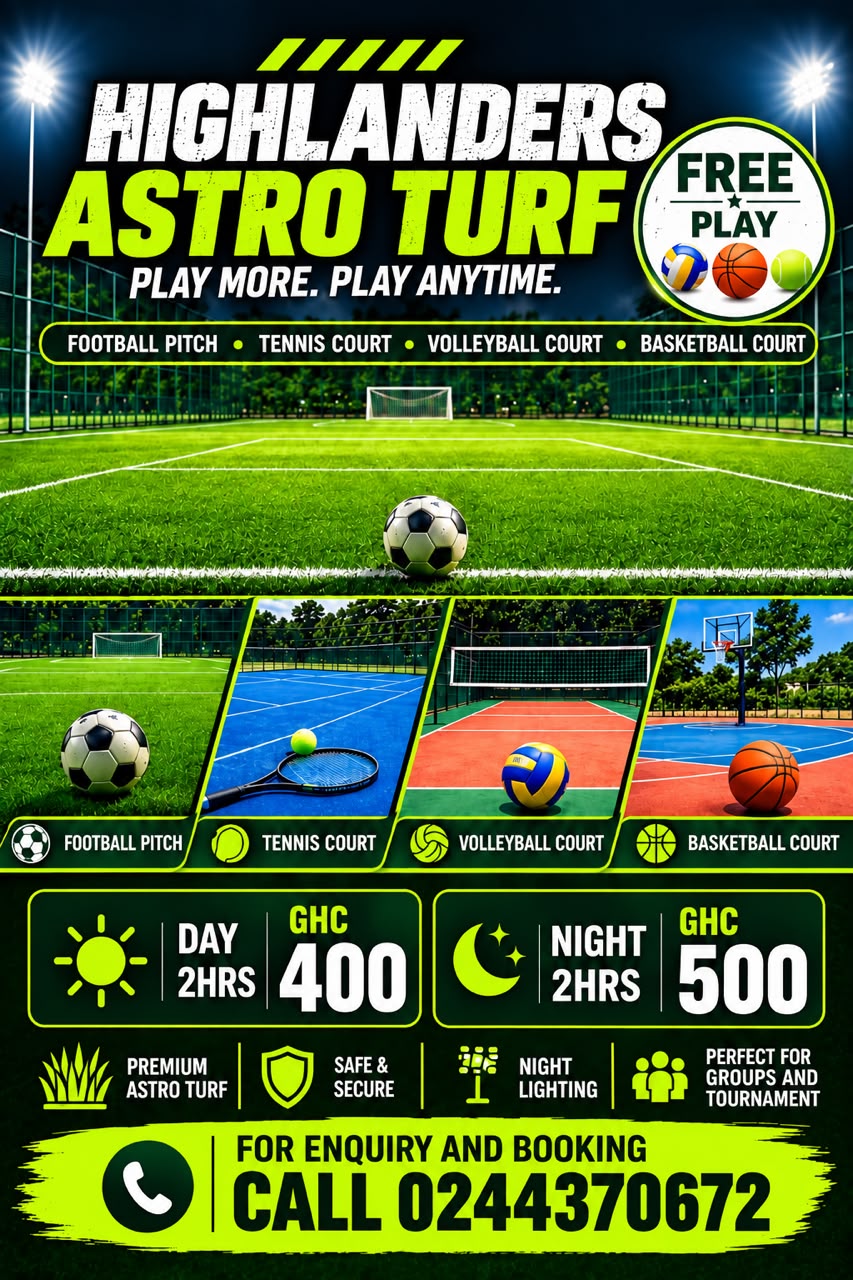 HIGHLANDERS
ASTRO TURF
PLAY MORE. PLAY ANYTIME.
FREE
PLAY
FOOTBALL PITCH • TENNIS COURT • VOLLEYBALL COURT • BASKETBALL COURT
FOOTBALL PITCH
TENNIS COURT
VOLLEYBALL COURT
BASKETBALL COURT
DAY
2HRS
GHC
400
NIGHT
2HRS
GHC
500
PREMIUM
ASTRO TURF
SAFE &
SECURE
NIGHT
LIGHTING
PERFECT FOR
GROUPS AND
TOURNAMENT
FOR ENQUIRY AND BOOKING
CALL 0244370672